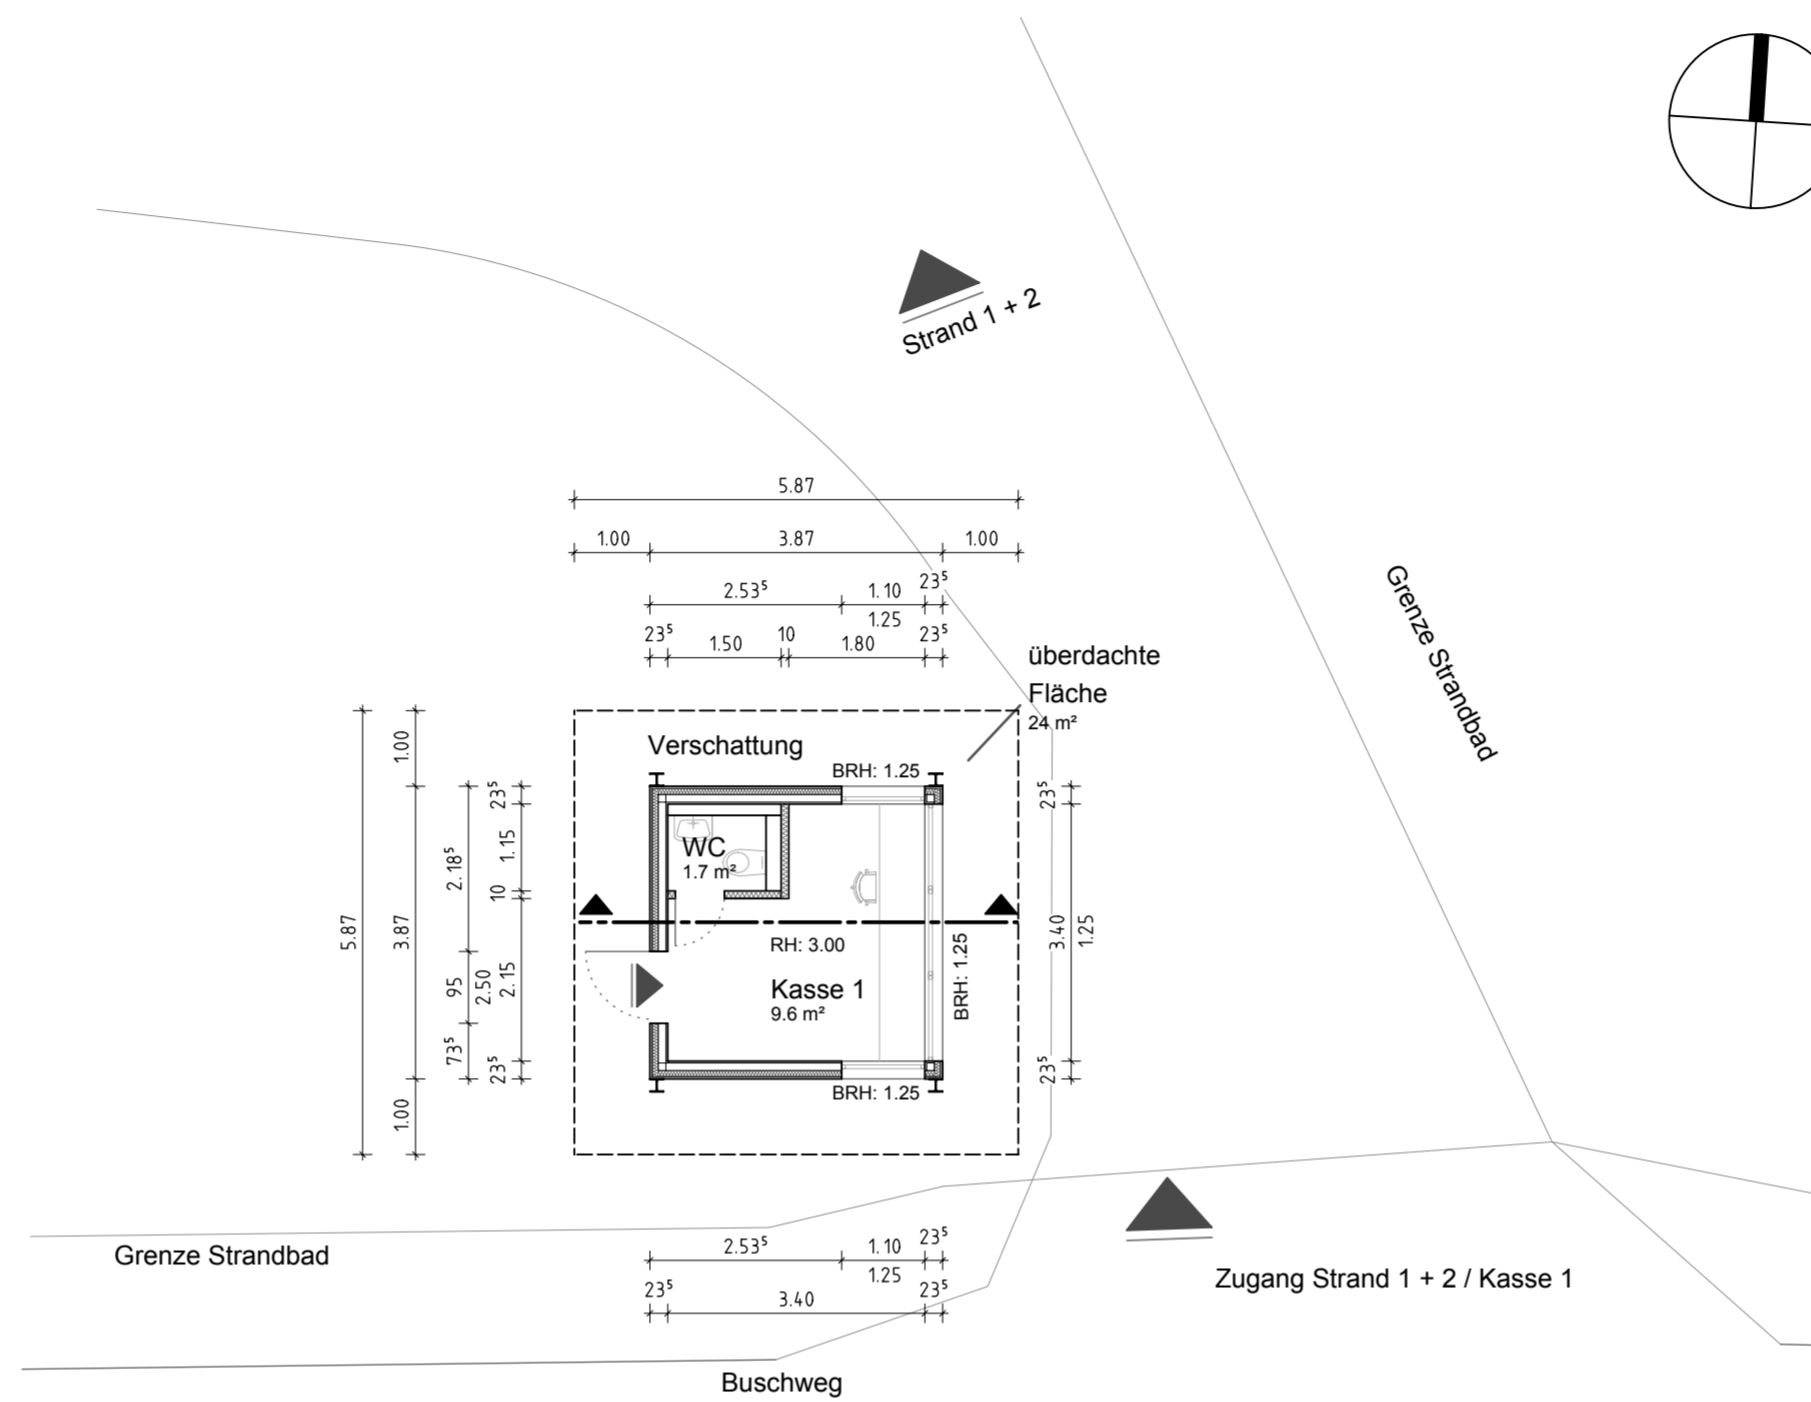 Strand 1 + 2
5.87
1.00
3.87
1.00
2.53⁵
1.10
23⁵
1.25
23⁵
1.50
10
1.80
23⁵
überdachte
Fläche
24 m²
Grenze Strandbad
Verschattung
BRH: 1.25
WC
1.7 m²
RH: 3.00
Kasse 1
9.6 m²
BRH: 1.25
BRH: 1.25
5.87
1.00
3.87
1.00
2.18⁵
95
2.50
73⁵
23⁵
1.15
10
2.15
23⁵
23⁵
3.40
1.25
23⁵
Grenze Strandbad
2.53⁵
1.10
23⁵
1.25
23⁵
3.40
23⁵
Zugang Strand 1 + 2 / Kasse 1
Buschweg